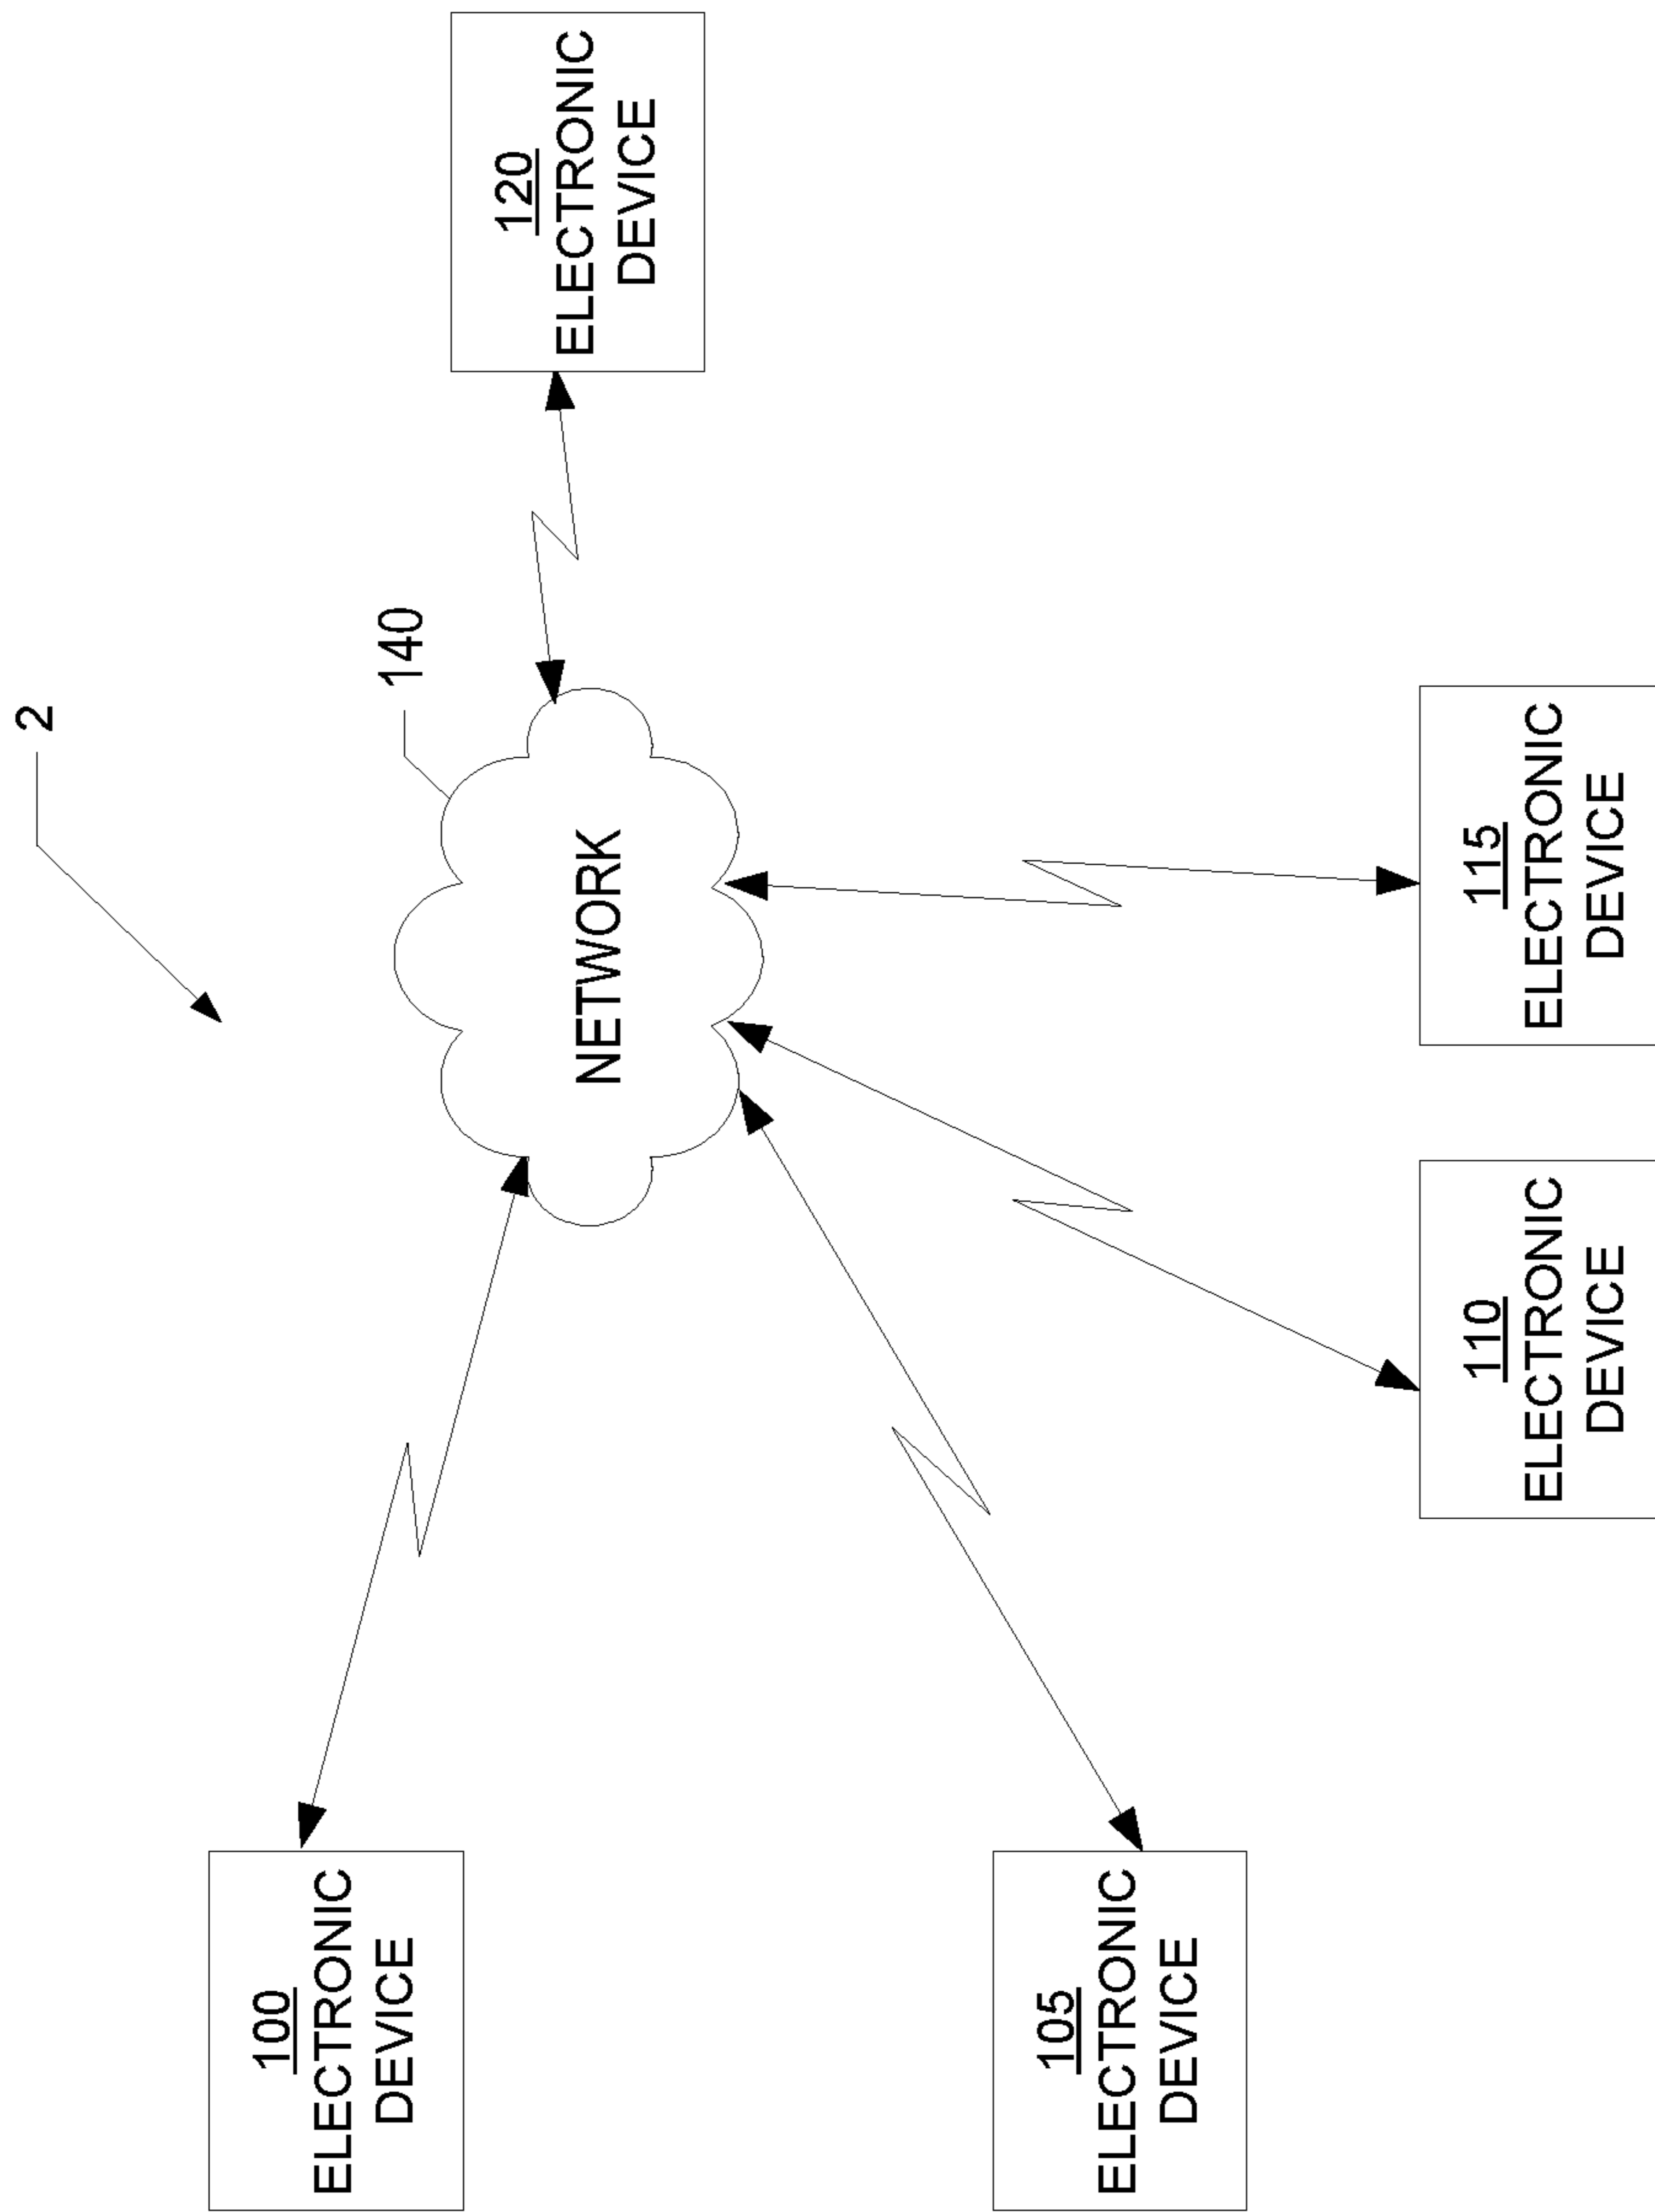 2
140
NETWORK
100
ELECTRONIC
DEVICE
105
ELECTRONIC
DEVICE
110
ELECTRONIC
DEVICE
115
ELECTRONIC
DEVICE
120
ELECTRONIC
DEVICE